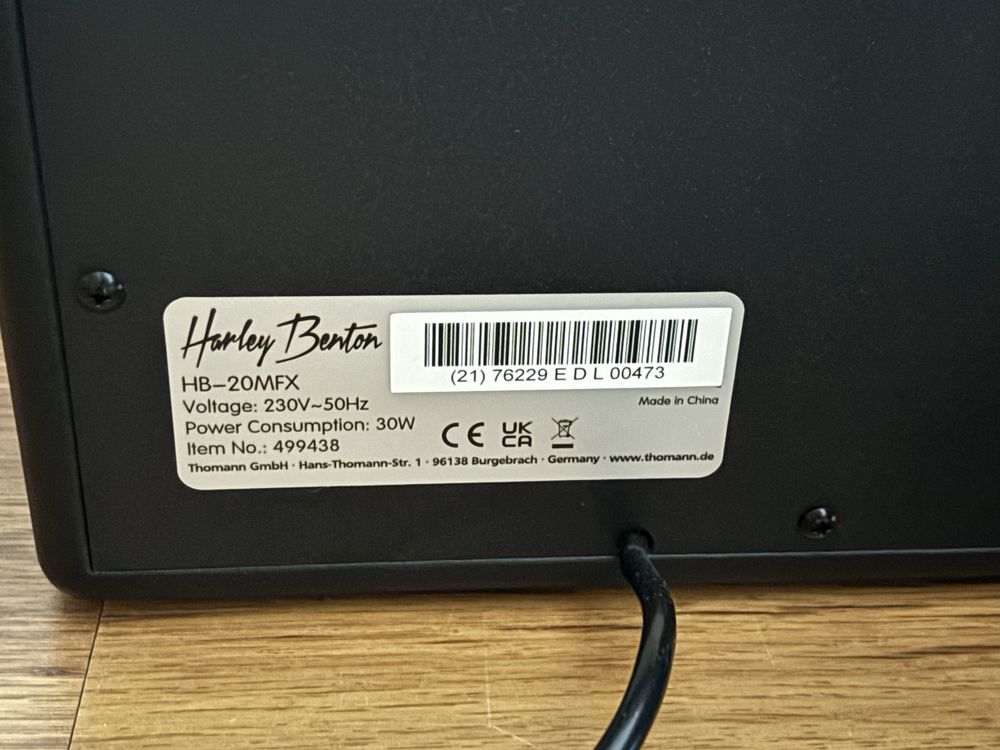 Harley Benton
(21) 76229 E D L 00473
HB–20MFX
Made in China
Voltage: 230V~50Hz
Power Consumption: 30W
CE UK CA
Item No.: 499438
Thomann GmbH · Hans-Thomann-Str. 1 · 96138 Burgebrach · Germany · www.thomann.de